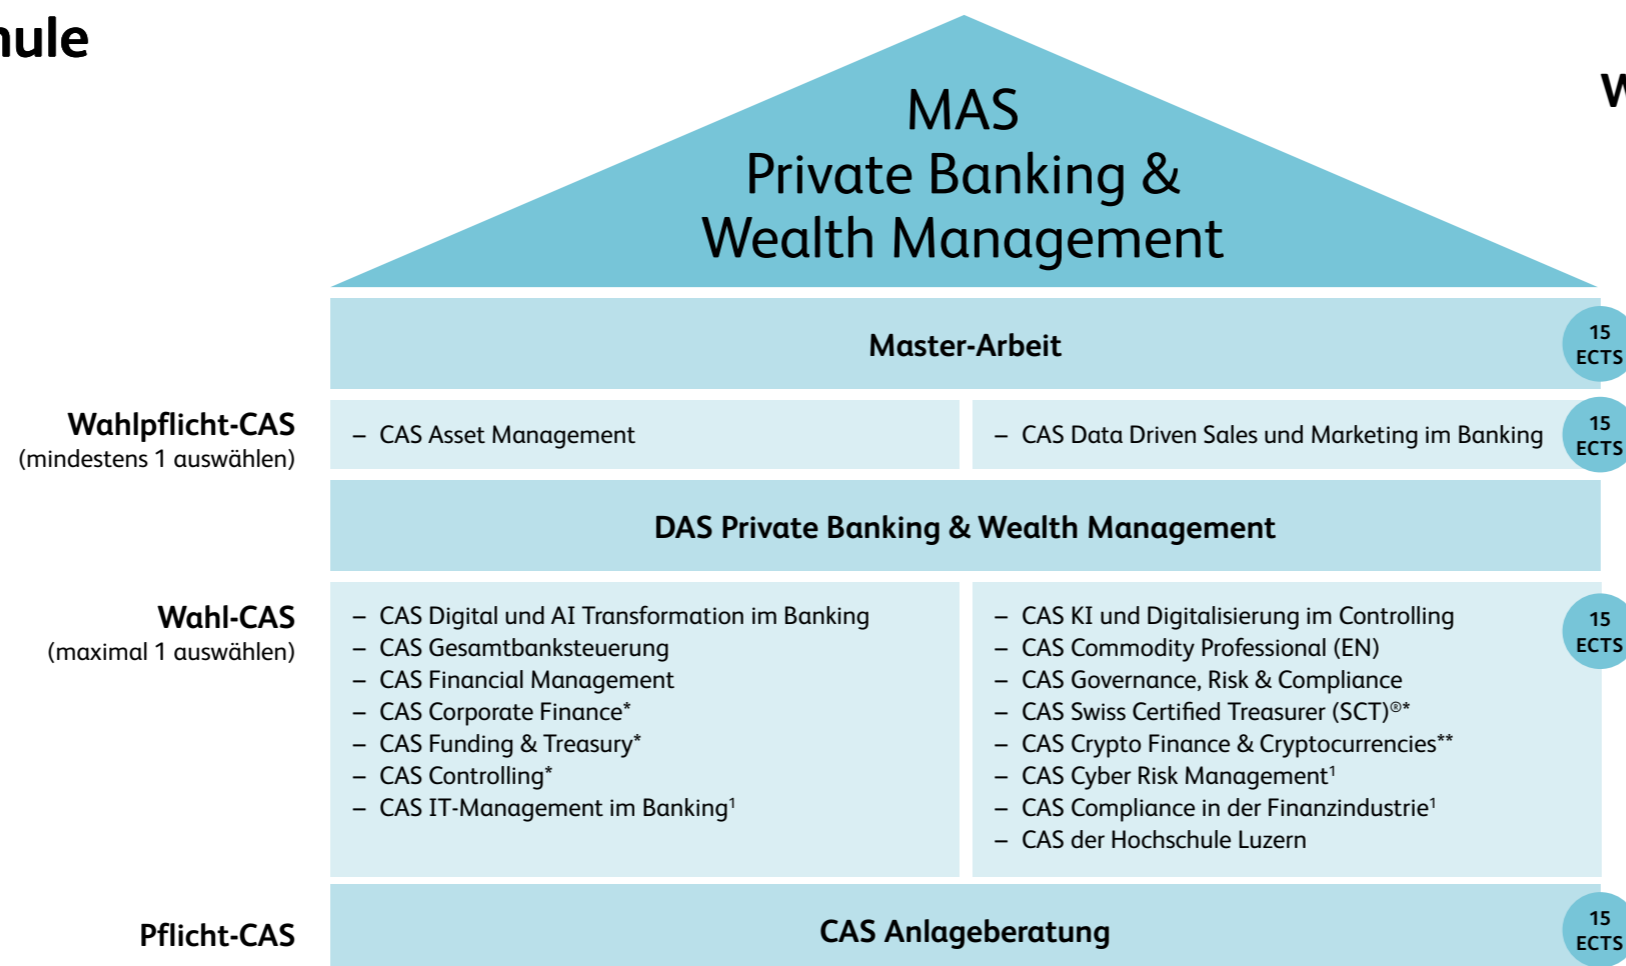 hule
W
MAS
Private Banking &
Wealth Management
Master-Arbeit
15
ECTS
Wahlpflicht-CAS
(mindestens 1 auswählen)
– CAS Asset Management
– CAS Data Driven Sales und Marketing im Banking
15
ECTS
DAS Private Banking & Wealth Management
Wahl-CAS
(maximal 1 auswählen)
– CAS Digital und AI Transformation im Banking
– CAS Gesamtbanksteuerung
– CAS Financial Management
– CAS Corporate Finance*
– CAS Funding & Treasury*
– CAS Controlling*
– CAS IT-Management im Banking¹
– CAS KI und Digitalisierung im Controlling
– CAS Commodity Professional (EN)
– CAS Governance, Risk & Compliance
– CAS Swiss Certified Treasurer (SCT)®*
– CAS Crypto Finance & Cryptocurrencies**
– CAS Cyber Risk Management¹
– CAS Compliance in der Finanzindustrie¹
– CAS der Hochschule Luzern
15
ECTS
Pflicht-CAS
CAS Anlageberatung
15
ECTS